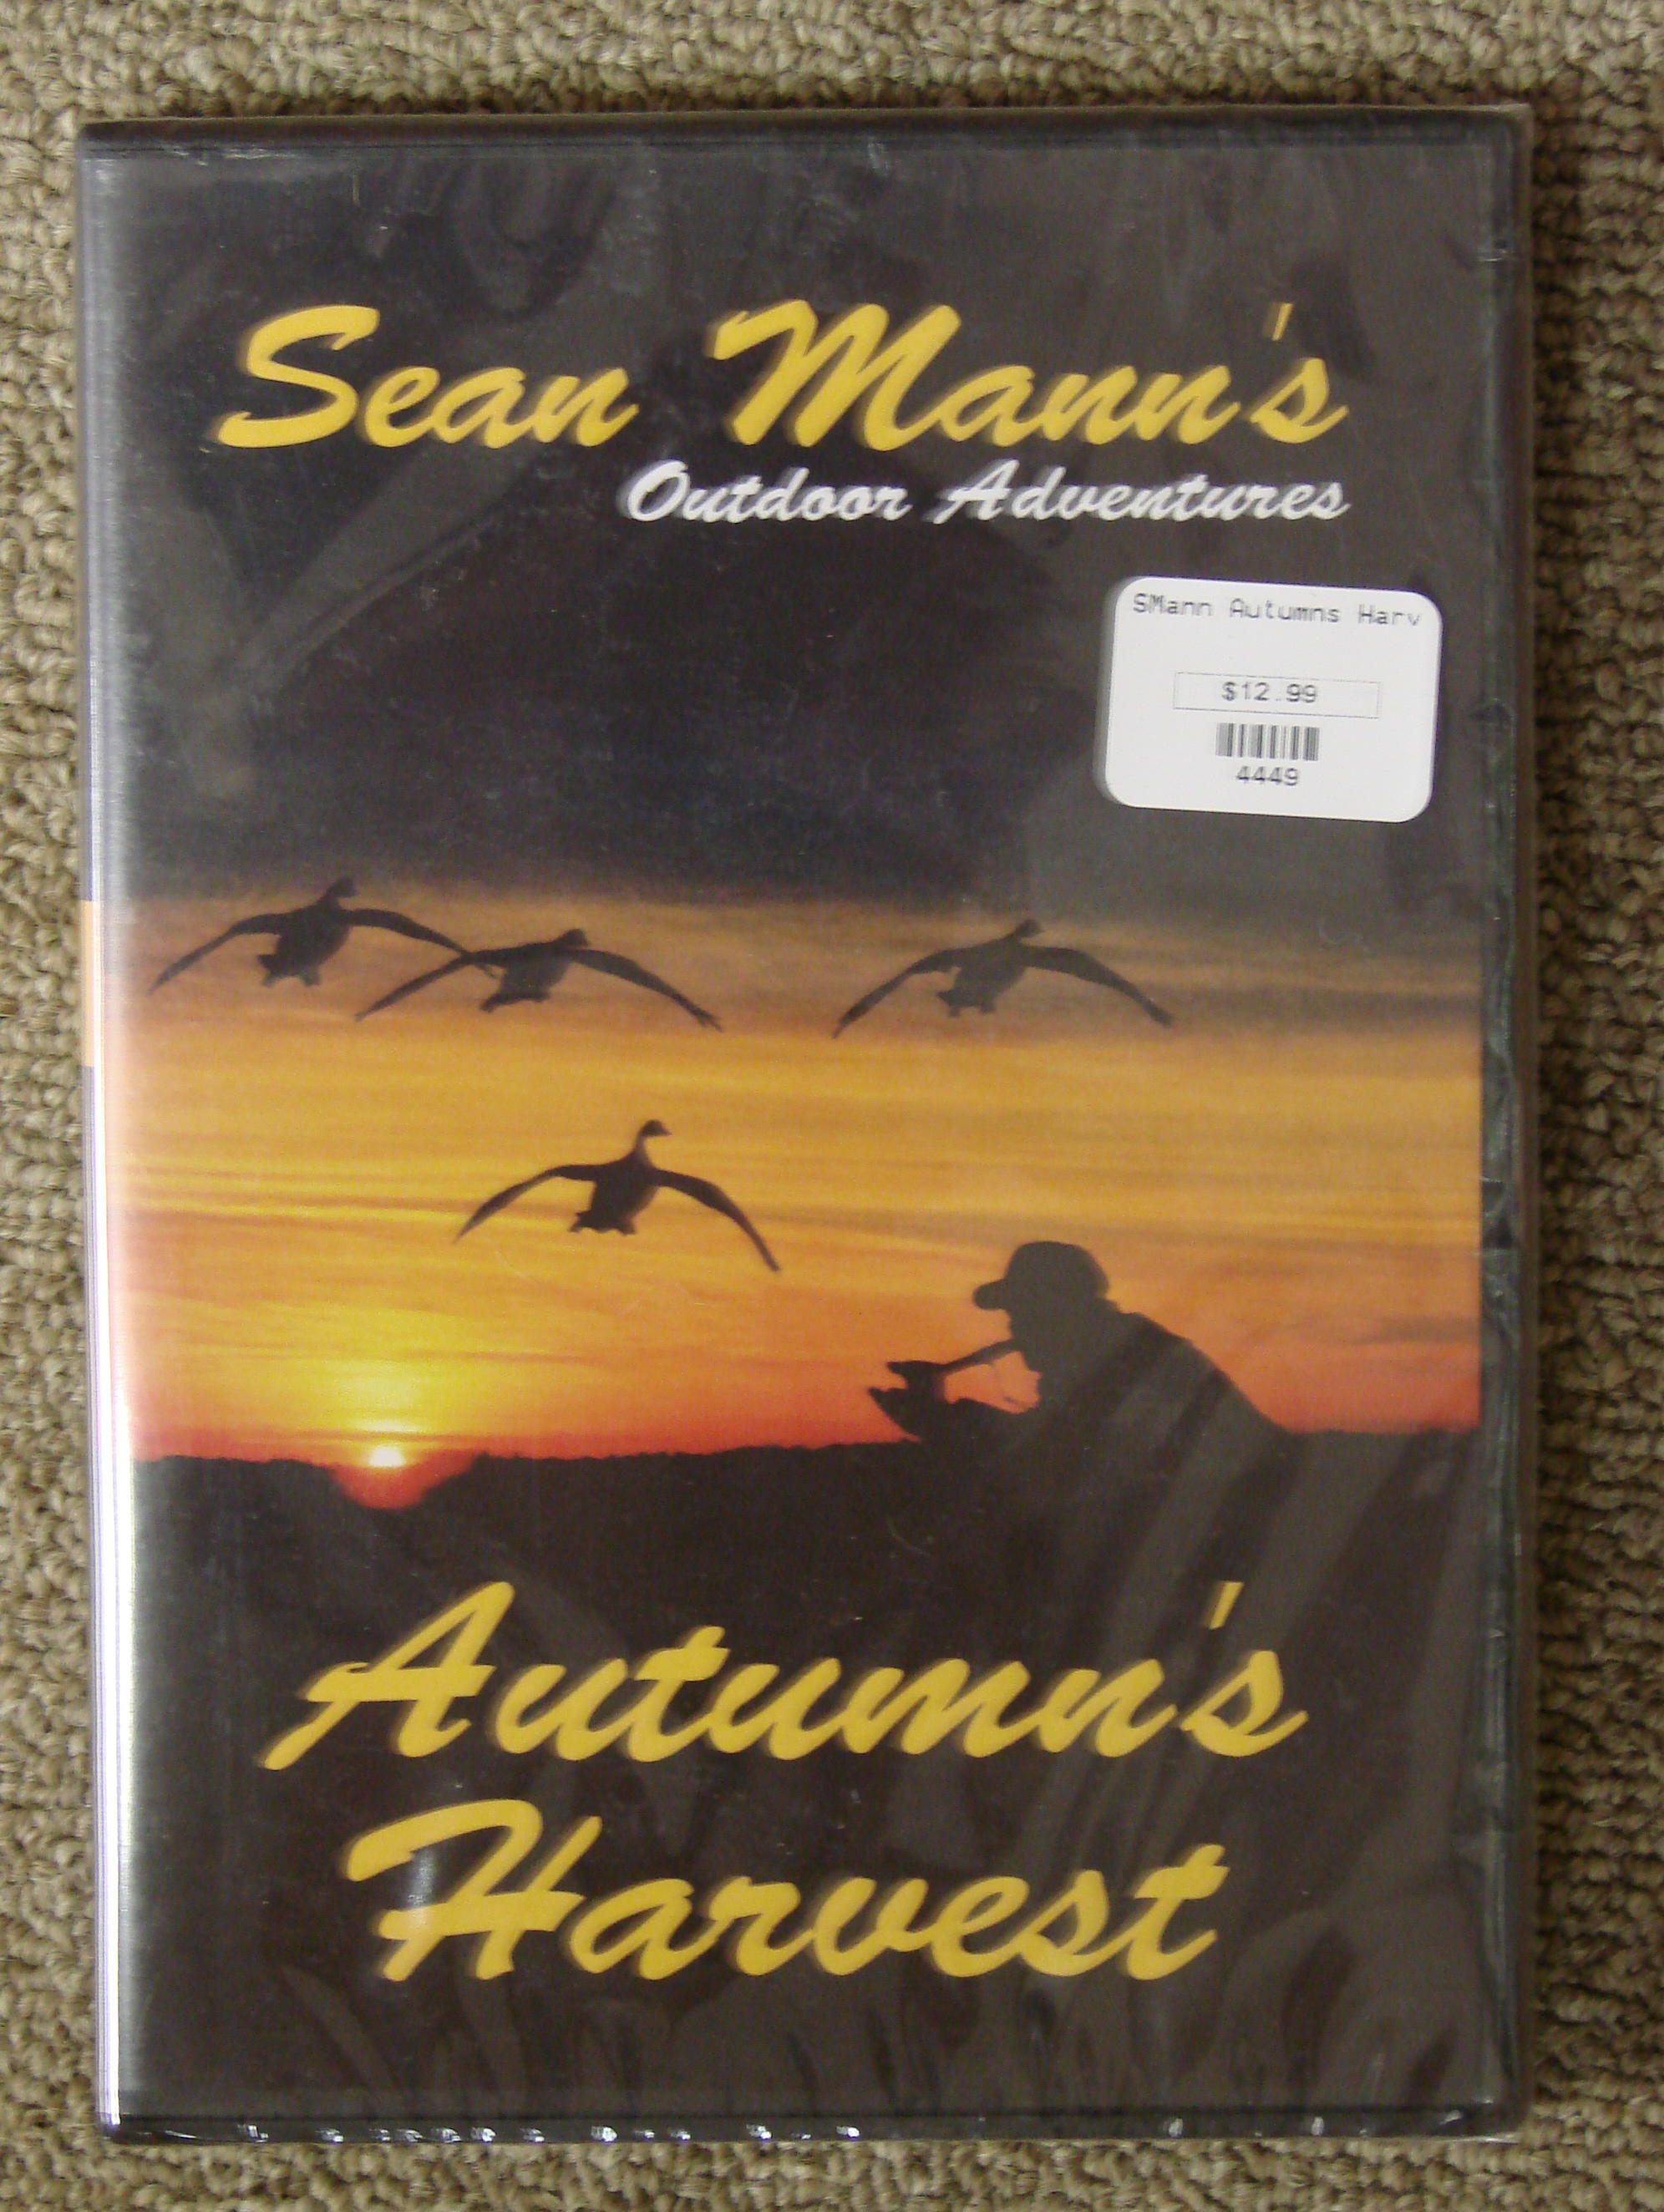 Sean Mann's
Outdoor Adventures
SMann Autumns Harv
$12.99
4449
Autumn's
Harvest